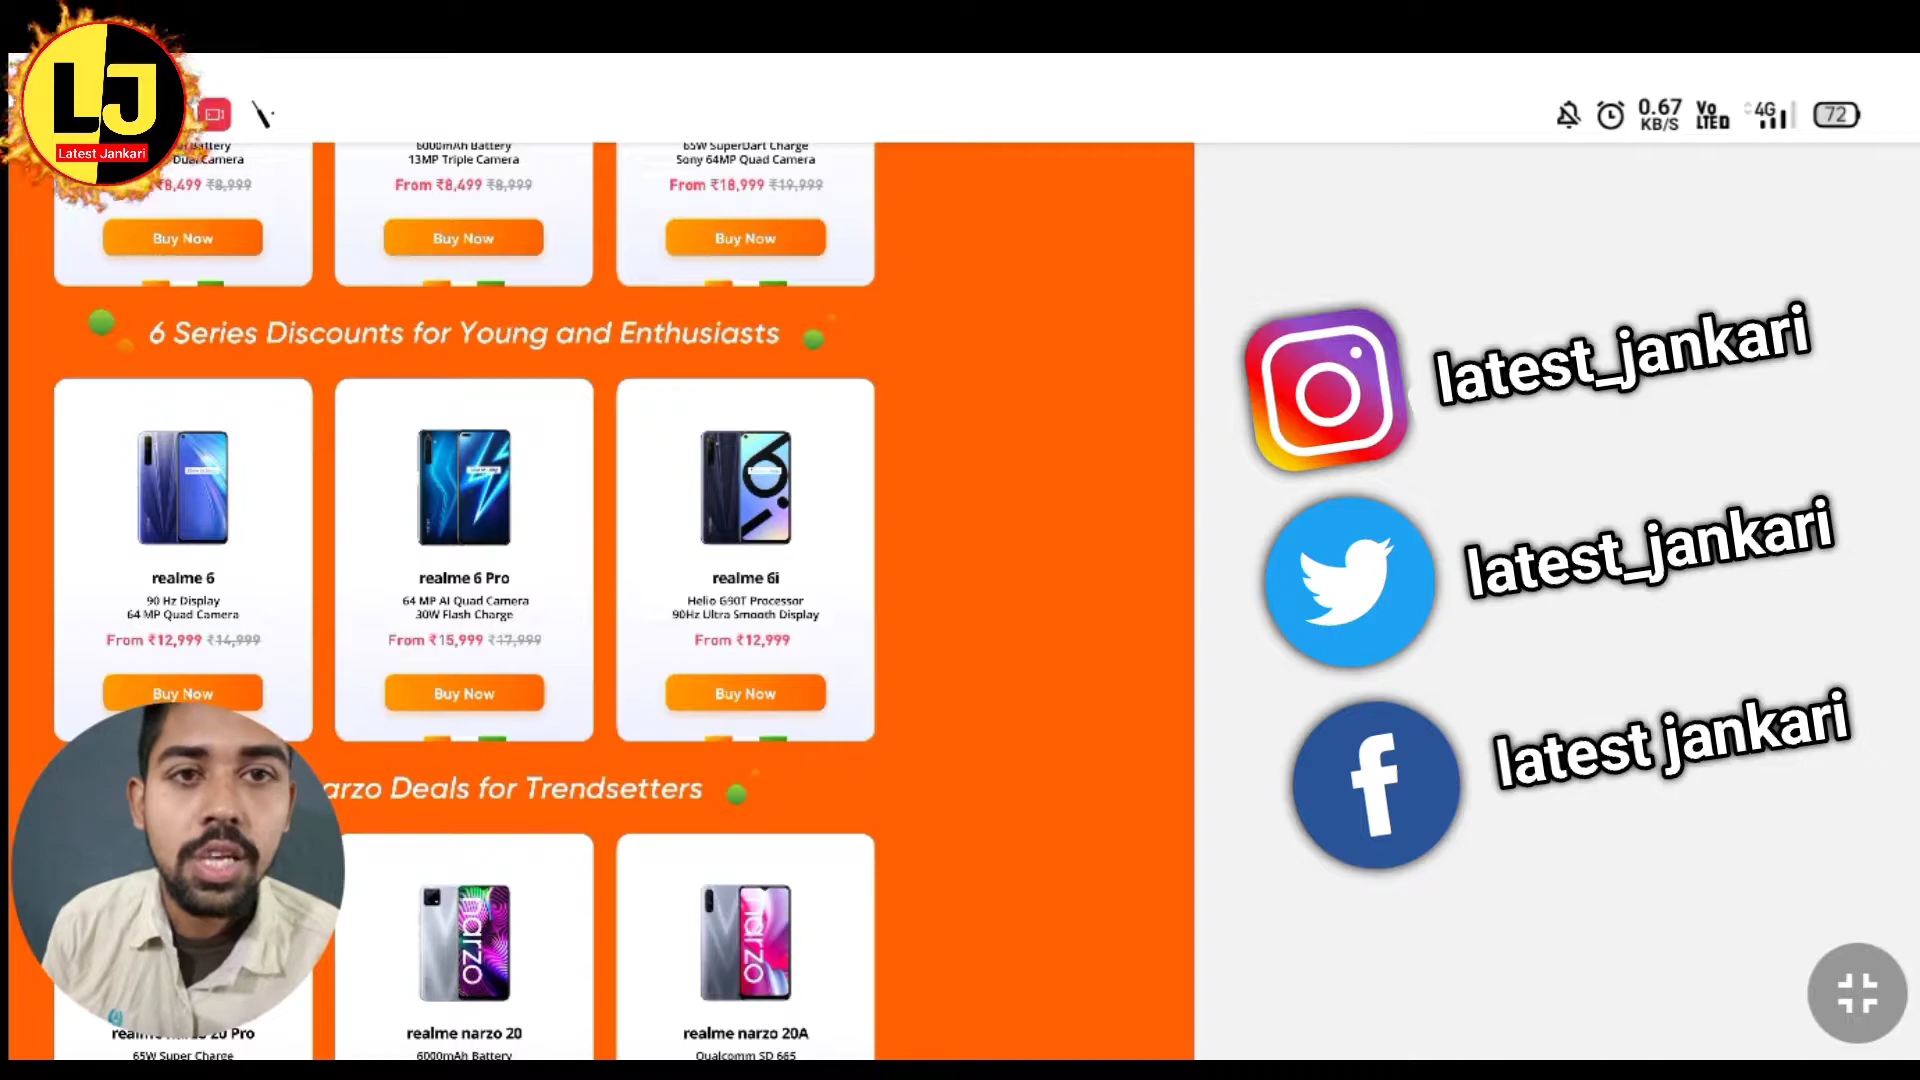 LJ
Latest Jankari
0.67
KB/S
Vo
LTE
4G
72
Dual Camera
₹8,499 ₹8,999
Buy Now
6000mAh Battery
13MP Triple Camera
From ₹8,499 ₹8,999
Buy Now
65W SuperDart Charge
Sony 64MP Quad Camera
From ₹18,999 ₹19,999
Buy Now
6 Series Discounts for Young and Enthusiasts
realme 6
90 Hz Display
64 MP Quad Camera
From ₹12,999 ₹14,999
Buy Now
realme 6 Pro
64 MP AI Quad Camera
30W Flash Charge
From ₹15,999 ₹17,999
Buy Now
6i
realme 6i
Helio G90T Processor
90Hz Ultra Smooth Display
From ₹12,999
Buy Now
arzo Deals for Trendsetters
20 Pro
65W Super Charge
narzo
realme narzo 20
6000mAh Battery
narzo
realme narzo 20A
Qualcomm SD 665
latest_jankari
latest_jankari
f
latest jankari